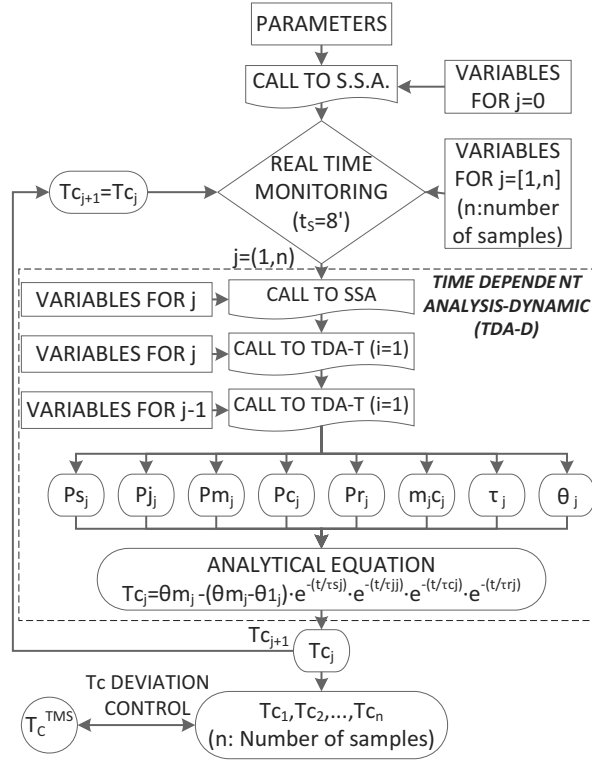 PARAMETERS
CALL TO S.S.A.
VARIABLES
FOR j=0
REAL TIME
MONITORING
(tₛ=8')
VARIABLES
FOR j=[1,n]
(n:number
of samples)
Tcⱼ₊₁=Tcⱼ
j=(1,n)
TIME DEPENDENT
ANALYSIS-DYNAMIC
(TDA-D)
VARIABLES FOR j
CALL TO SSA
VARIABLES FOR j
CALL TO TDA-T (i=1)
VARIABLES FOR j-1
CALL TO TDA-T (i=1)
Psⱼ Pjⱼ Pmⱼ Pcⱼ Prⱼ mⱼcⱼ τⱼ θⱼ
ANALYTICAL EQUATION
Tcⱼ=θmⱼ-(θmⱼ-θ1ⱼ)·e^-(t/τsj)·e^-(t/τjj)·e^-(t/τcj)·e^-(t/τrj)
Tcⱼ₊₁
Tcⱼ
Tc DEVIATION
CONTROL
T_C^TMS
Tc₁,Tc₂,...,Tcₙ
(n: Number of samples)